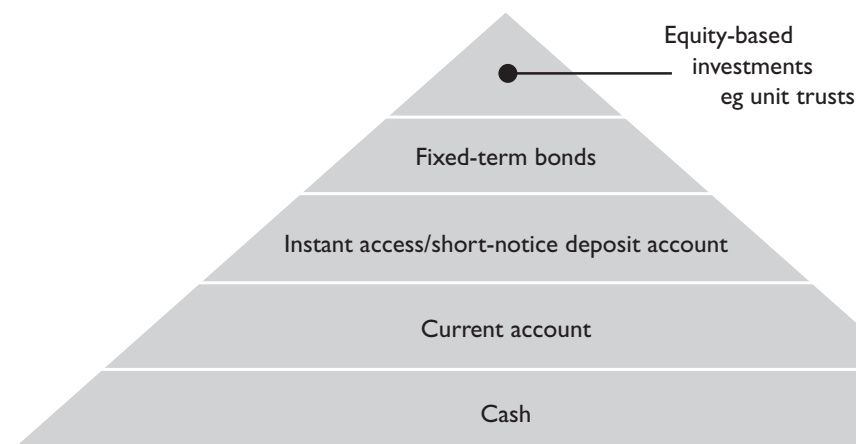 Equity-based
investments
eg unit trusts
Fixed-term bonds
Instant access/short-notice deposit account
Current account
Cash